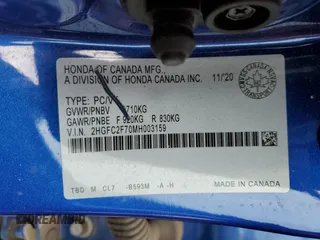 HONDA OF CANADA MFG.,
A DIVISION OF HONDA CANADA INC. 11/'20
TYPE: PC/V
GVWR/PNBV 1710KG
GAWR/PNBE F 920KG R 830KG
V.I.N. 2HGFC2F70MH003159
TBO M CL7 -B593M -A -H
MADE IN CANADA